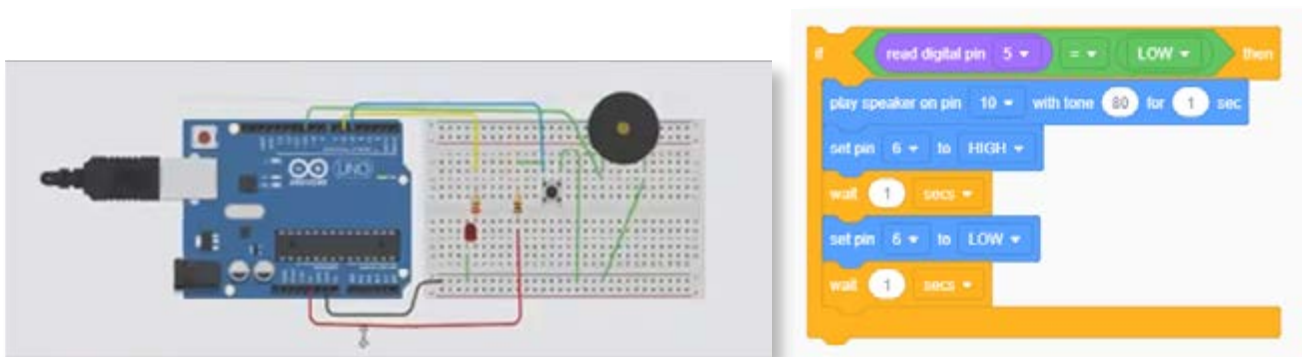 UNO
ARDUINO
if read digital pin 5 = LOW then
play speaker on pin 10 with tone 80 for 1 sec
set pin 6 to HIGH
wait 1 secs
set pin 6 to LOW
wait 1 secs